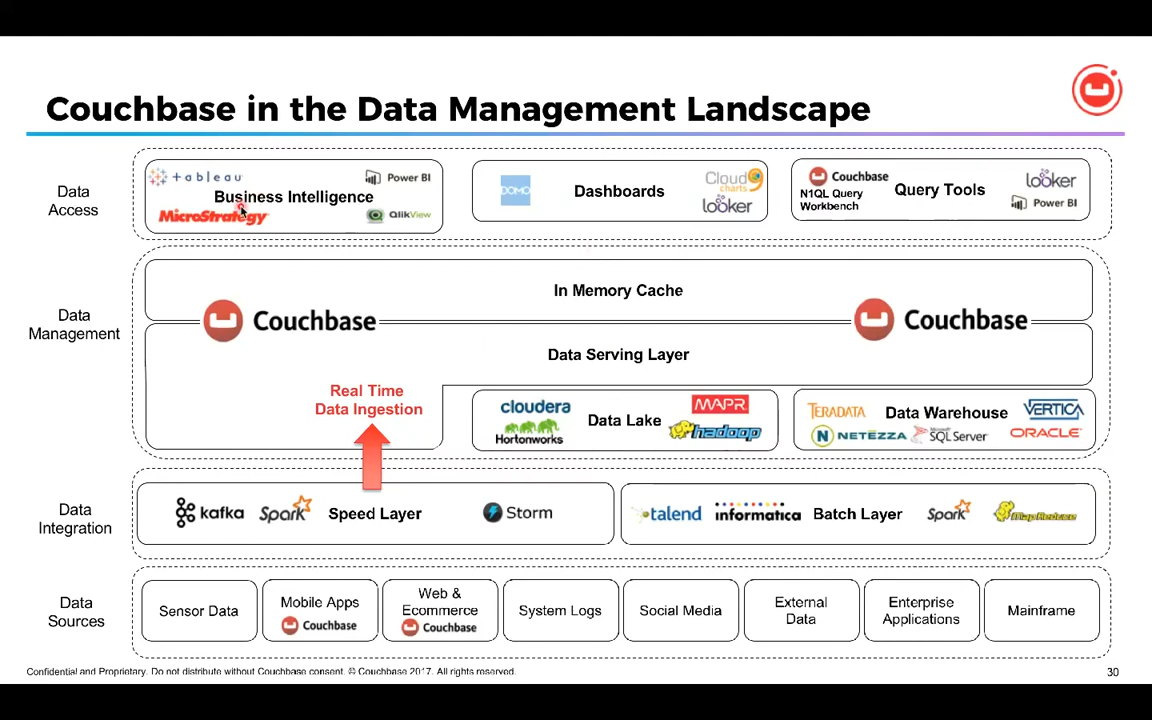 Couchbase in the Data Management Landscape
Data
Access
+ a b l e a u
Power BI
Business Intelligence
MicroStrategy
QlikView
DOMO
Dashboards
Cloud
charts
looker
Couchbase
N1QL Query
Workbench
Query Tools
looker
Power BI
Data
Management
In Memory Cache
Couchbase
Couchbase
Data Serving Layer
Real Time
Data Ingestion
cloudera
Hortonworks
Data Lake
MAPR
hadoop
TERADATA
Data Warehouse
VERTICA
N NETEZZA
Microsoft
SQL Server
ORACLE
Data
Integration
kafka
Spark
Speed Layer
Storm
talend
informatica
Batch Layer
Spark
MapReduce
Data
Sources
Sensor Data
Mobile Apps
Couchbase
Web &
Ecommerce
Couchbase
System Logs
Social Media
External
Data
Enterprise
Applications
Mainframe
Confidential and Proprietary. Do not distribute without Couchbase consent. © Couchbase 2017. All rights reserved.
30